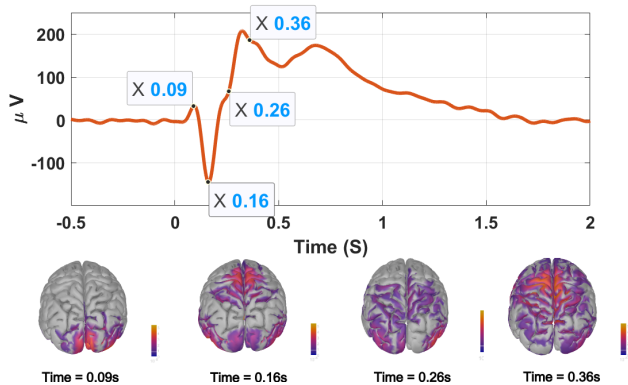 200
100
0
-100
μ V
X 0.36
X 0.09
X 0.26
X 0.16
-0.5 0 0.5 1 1.5 2
Time (S)
Time = 0.09s Time = 0.16s Time = 0.26s Time = 0.36s